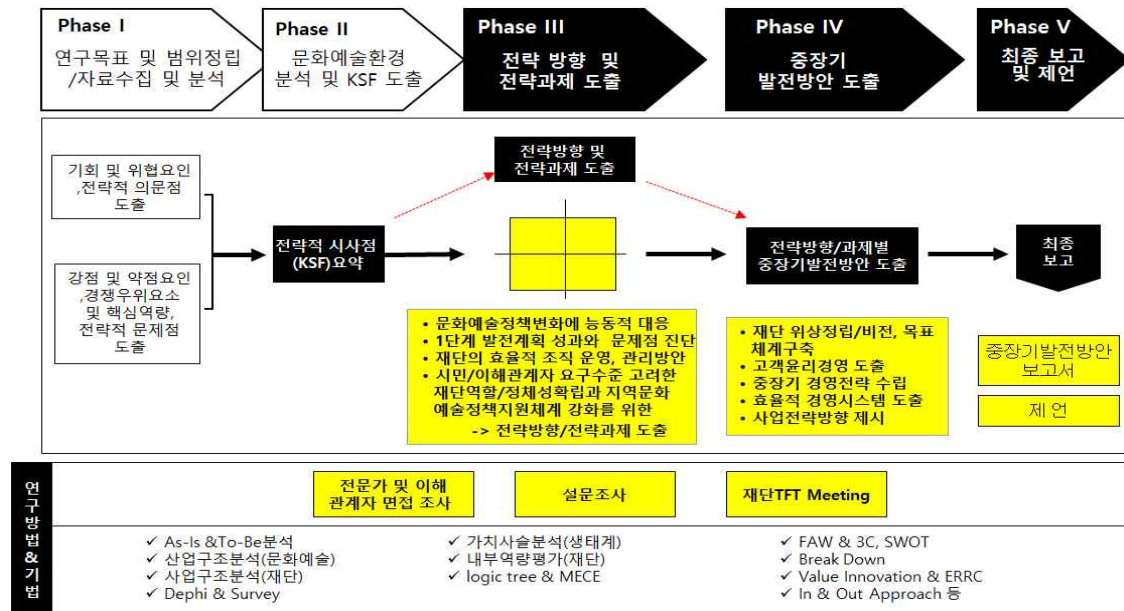 Phase I
연구목표 및 범위정립
/자료수집 및 분석
Phase II
문화예술환경
분석 및 KSF 도출
Phase III
전략 방향 및
전략과제 도출
Phase IV
중장기
발전방안 도출
Phase V
최종 보고
및 제언
기회 및 위협요인
,전략적 의문점
도출
강점 및 약점요인
,경쟁우위요소
및 핵심역량,
전략적 문제점
도출
전략적 시사점
(KSF)요약
전략방향 및
전략과제 도출
전략방향/과제별
중장기발전방안 도출
최종
보고
• 문화예술정책변화에 능동적 대응
• 1단계 발전계획 성과와 문제점 진단
• 재단의 효율적 조직 운영, 관리방안
• 시민/이해관계자 요구수준 고려한
재단역할/정체성확립과 지역문화
예술정책지원체계 강화를 위한
-> 전략방향/전략과제 도출
• 재단 위상정립/비전, 목표
체계구축
• 고객윤리경영 도출
• 중장기 경영전략 수립
• 효율적 경영시스템 도출
• 사업전략방향 제시
중장기발전방안
보고서
제 언
연구방법&기법
전문가 및 이해
관계자 면접 조사
설문조사
재단TFT Meeting
✓ As-Is &To-Be분석
✓ 산업구조분석(문화예술)
✓ 사업구조분석(재단)
✓ Dephi & Survey
✓ 가치사슬분석(생태계)
✓ 내부역량평가(재단)
✓ logic tree & MECE
✓ FAW & 3C, SWOT
✓ Break Down
✓ Value Innovation & ERRC
✓ In & Out Approach 등